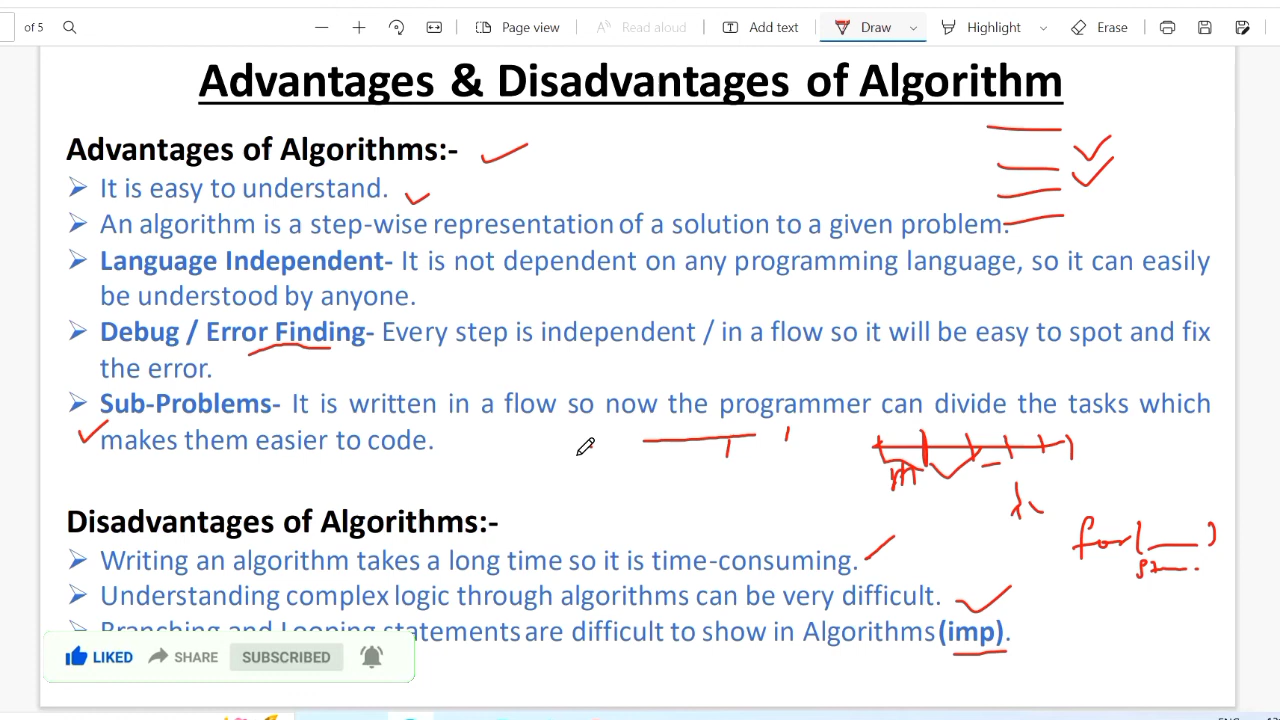 of 5
Page view
Read aloud
Add text
Draw
Highlight
Erase
Advantages & Disadvantages of Algorithm
Advantages of Algorithms:-
➢ It is easy to understand.
➢ An algorithm is a step-wise representation of a solution to a given problem.
➢ Language Independent- It is not dependent on any programming language, so it can easily
be understood by anyone.
➢ Debug / Error Finding- Every step is independent / in a flow so it will be easy to spot and fix
the error.
➢ Sub-Problems- It is written in a flow so now the programmer can divide the tasks which
makes them easier to code.
Disadvantages of Algorithms:-
➢ Writing an algorithm takes a long time so it is time-consuming.
for( )
➢ Understanding complex logic through algorithms can be very difficult.
➢ Branching and Looping statements are difficult to show in Algorithms(imp).
LIKED SHARE SUBSCRIBED